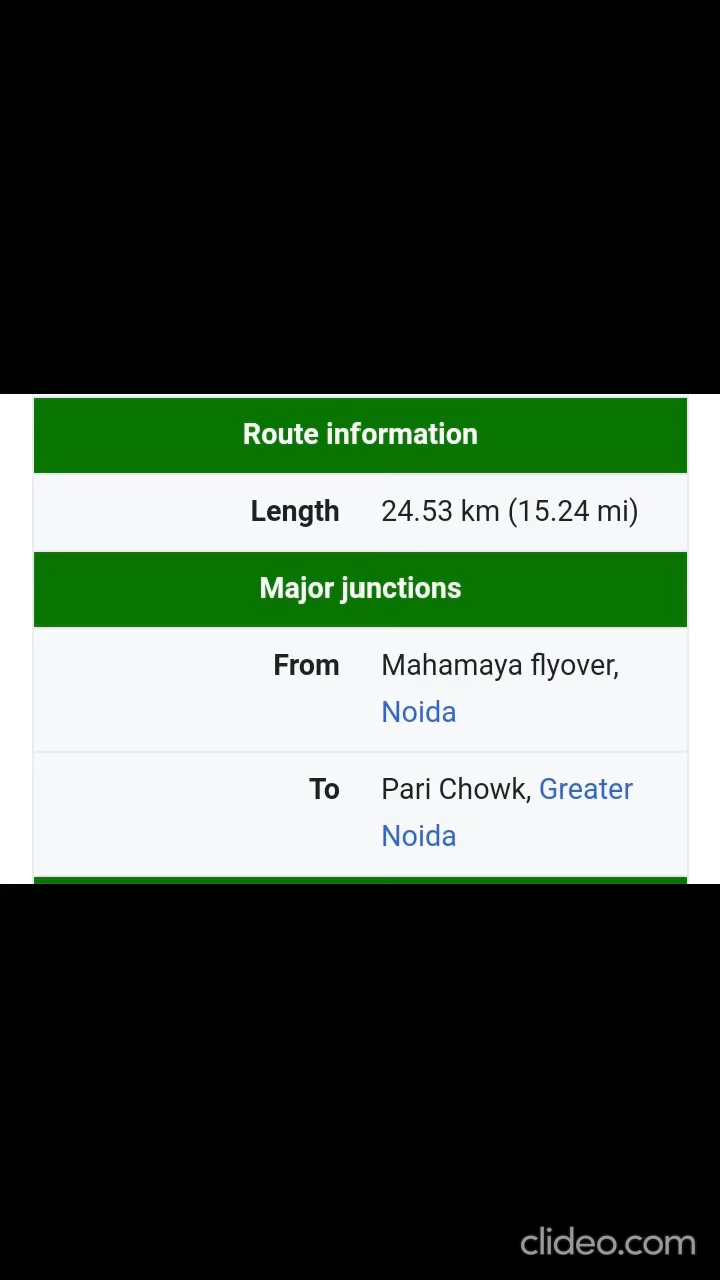 Route information
Length 24.53 km (15.24 mi)
Major junctions
From Mahamaya flyover,
Noida
To Pari Chowk, Greater
Noida
clideo.com